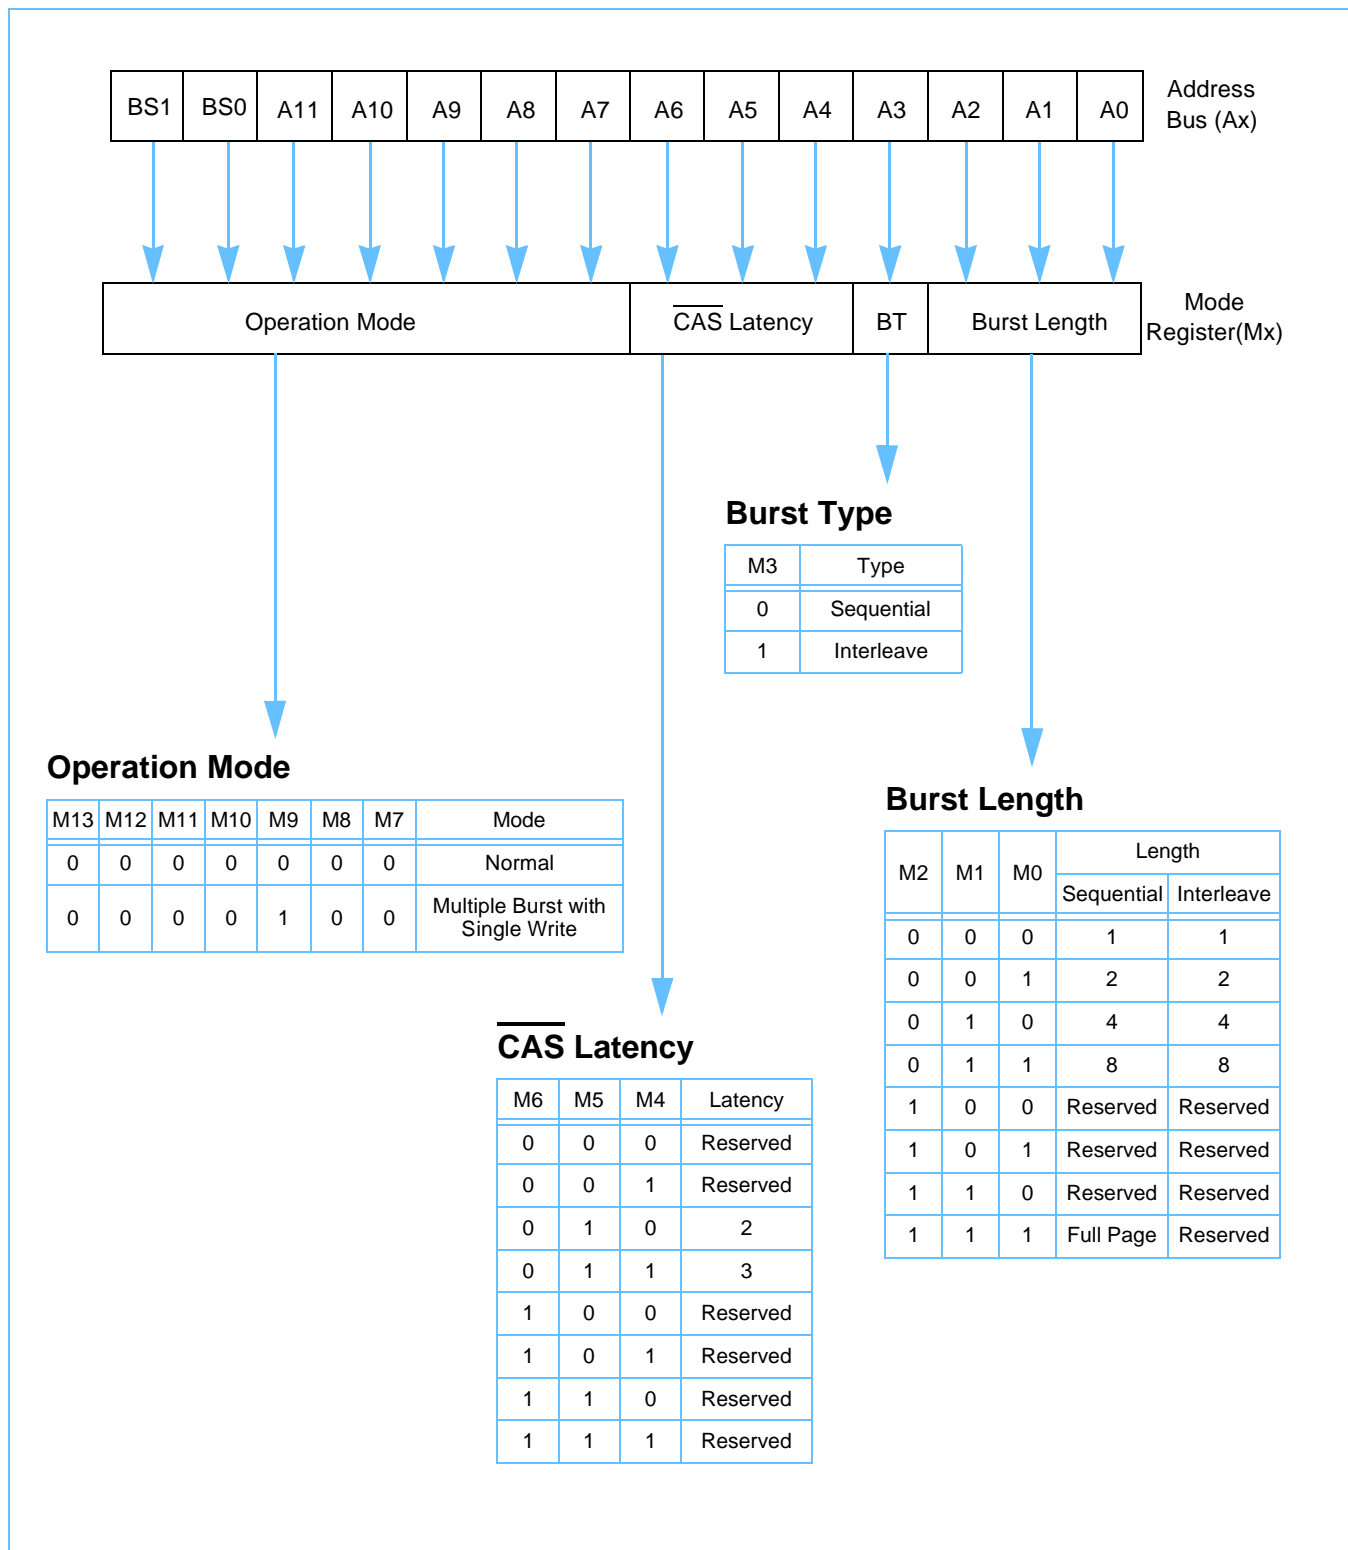 BS1 BS0 A11 A10 A9 A8 A7 A6 A5 A4 A3 A2 A1 A0
Address
Bus (Ax)
Operation Mode CAS Latency BT Burst Length
Mode
Register(Mx)
Burst Type
M3 Type
0 Sequential
1 Interleave
Operation Mode
M13 M12 M11 M10 M9 M8 M7 Mode
0 0 0 0 0 0 0 Normal
0 0 0 0 1 0 0 Multiple Burst with
Single Write
Burst Length
M2 M1 M0 Length
Sequential Interleave
0 0 0 1 1
0 0 1 2 2
0 1 0 4 4
0 1 1 8 8
1 0 0 Reserved Reserved
1 0 1 Reserved Reserved
1 1 0 Reserved Reserved
1 1 1 Full Page Reserved
CAS Latency
M6 M5 M4 Latency
0 0 0 Reserved
0 0 1 Reserved
0 1 0 2
0 1 1 3
1 0 0 Reserved
1 0 1 Reserved
1 1 0 Reserved
1 1 1 Reserved